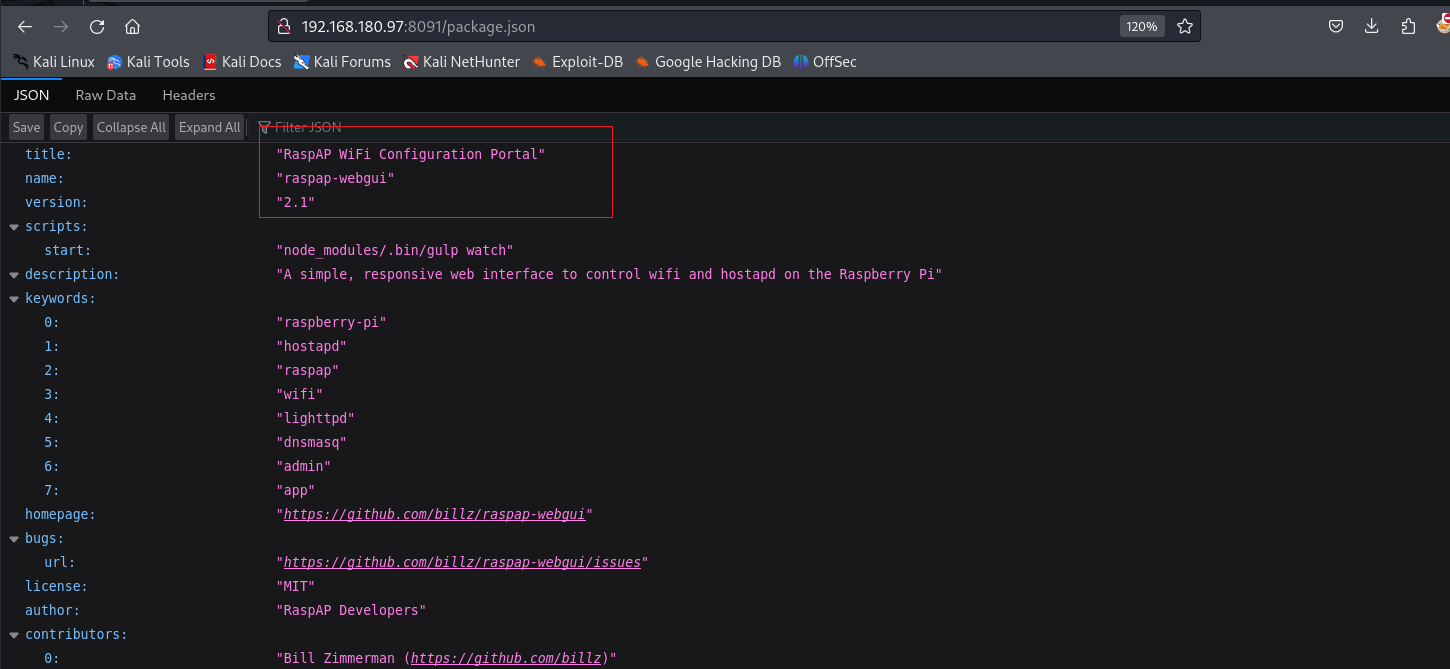 192.168.180.97:8091/package.json 120%
Kali Linux Kali Tools Kali Docs Kali Forums Kali NetHunter Exploit-DB Google Hacking DB OffSec
JSON Raw Data Headers
Save Copy Collapse All Expand All Filter JSON
title: "RaspAP WiFi Configuration Portal"
name: "raspap-webgui"
version: "2.1"
scripts:
start: "node_modules/.bin/gulp watch"
description: "A simple, responsive web interface to control wifi and hostapd on the Raspberry Pi"
keywords:
0: "raspberry-pi"
1: "hostapd"
2: "raspap"
3: "wifi"
4: "lighttpd"
5: "dnsmasq"
6: "admin"
7: "app"
homepage: "https://github.com/billz/raspap-webgui"
bugs:
url: "https://github.com/billz/raspap-webgui/issues"
license: "MIT"
author: "RaspAP Developers"
contributors:
0: "Bill Zimmerman (https://github.com/billz)"